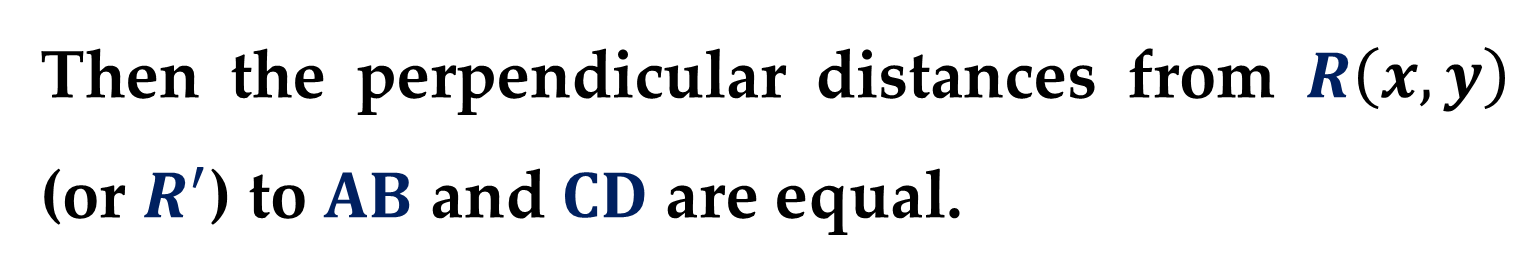 Then the perpendicular distances from R(x, y)
(or R′) to AB and CD are equal.